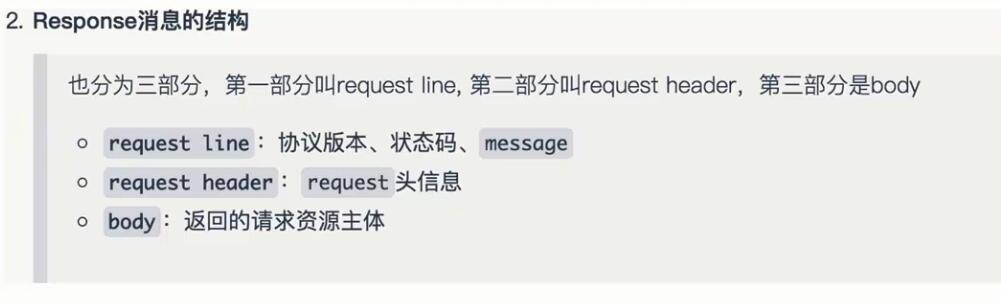 2. Response消息的结构
也分为三部分，第一部分叫request line, 第二部分叫request header，第三部分是body
request line：协议版本、状态码、message
request header：request头信息
body：返回的请求资源主体